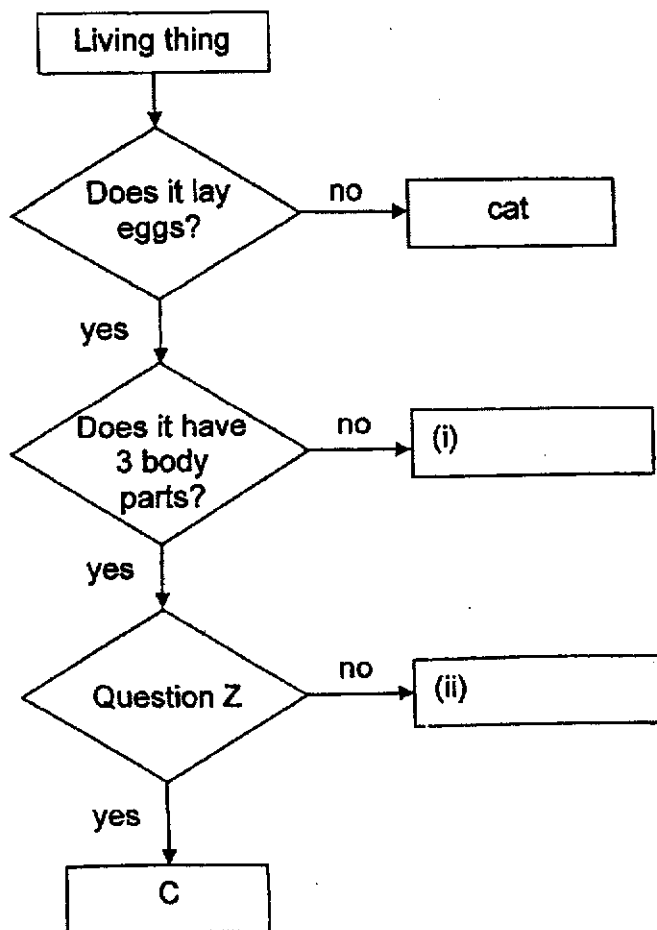 Living thing
Does it lay
eggs?
no
cat
yes
Does it have
3 body
parts?
no
(i)
yes
Question Z
no
(ii)
yes
C